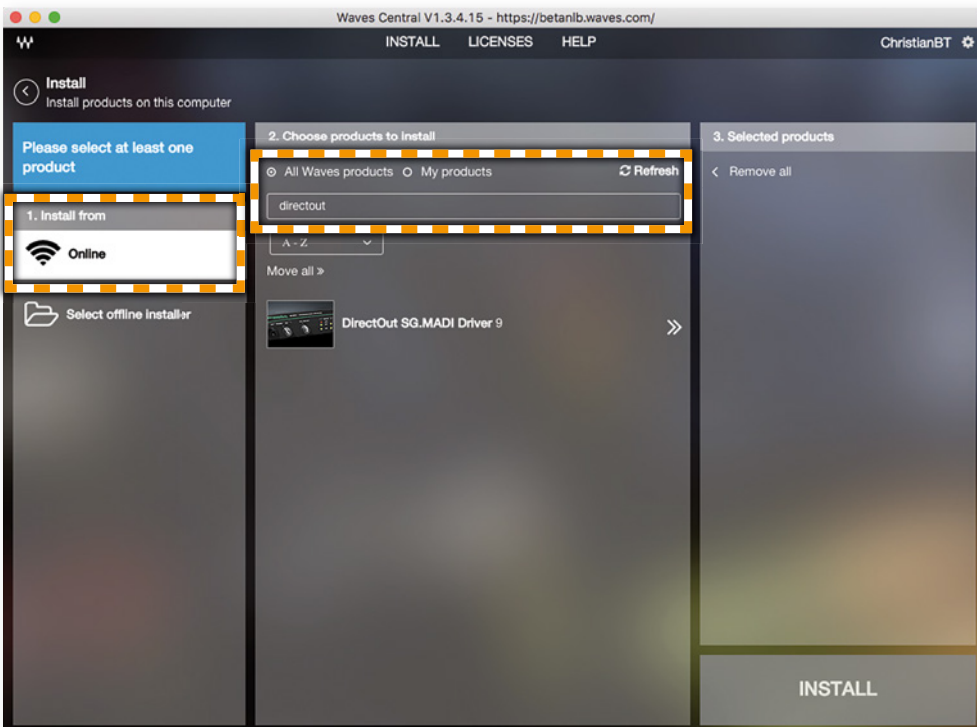 Waves Central V1.3.4.15 - https://betanlb.waves.com/
INSTALL LICENSES HELP ChristianBT
Install
Install products on this computer
Please select at least one
product
1. Install from
Online
Select offline installer
2. Choose products to install
All Waves products My products Refresh
directout
A - Z
Move all »
DirectOut SG.MADI Driver 9
3. Selected products
Remove all
INSTALL